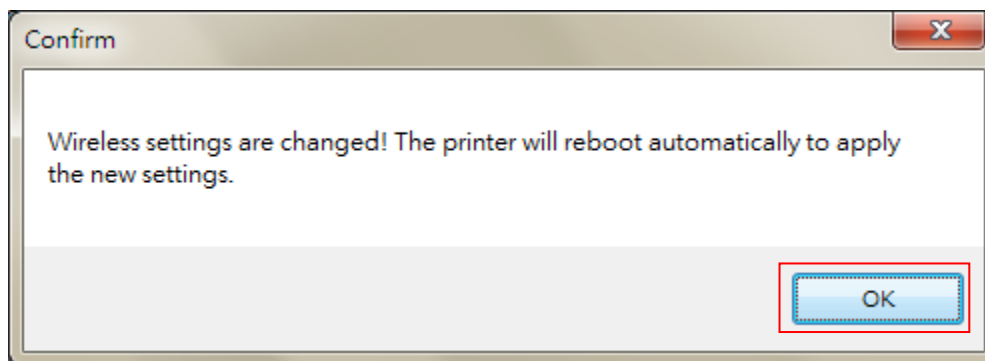 Confirm
Wireless settings are changed! The printer will reboot automatically to apply
the new settings.
OK